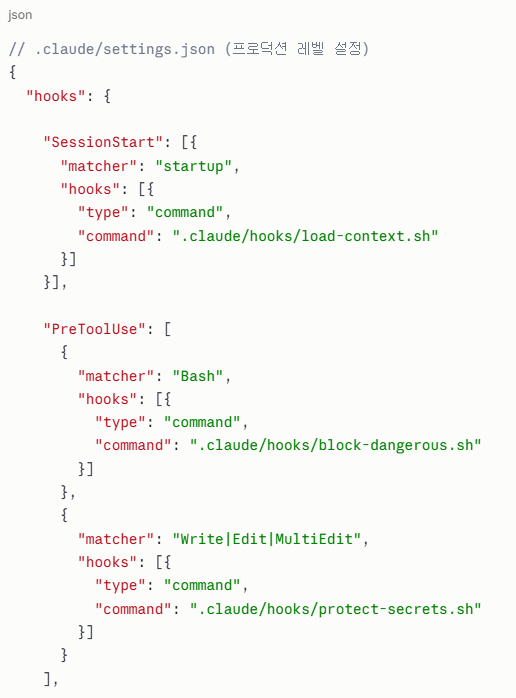 json
// .claude/settings.json (프로덕션 레벨 설정)
{
  "hooks": {
    "SessionStart": [{
      "matcher": "startup",
      "hooks": [{
        "type": "command",
        "command": ".claude/hooks/load-context.sh"
      }]
    }],
    "PreToolUse": [
      {
        "matcher": "Bash",
        "hooks": [{
          "type": "command",
          "command": ".claude/hooks/block-dangerous.sh"
        }]
      },
      {
        "matcher": "Write|Edit|MultiEdit",
        "hooks": [{
          "type": "command",
          "command": ".claude/hooks/protect-secrets.sh"
        }]
      }
    ],